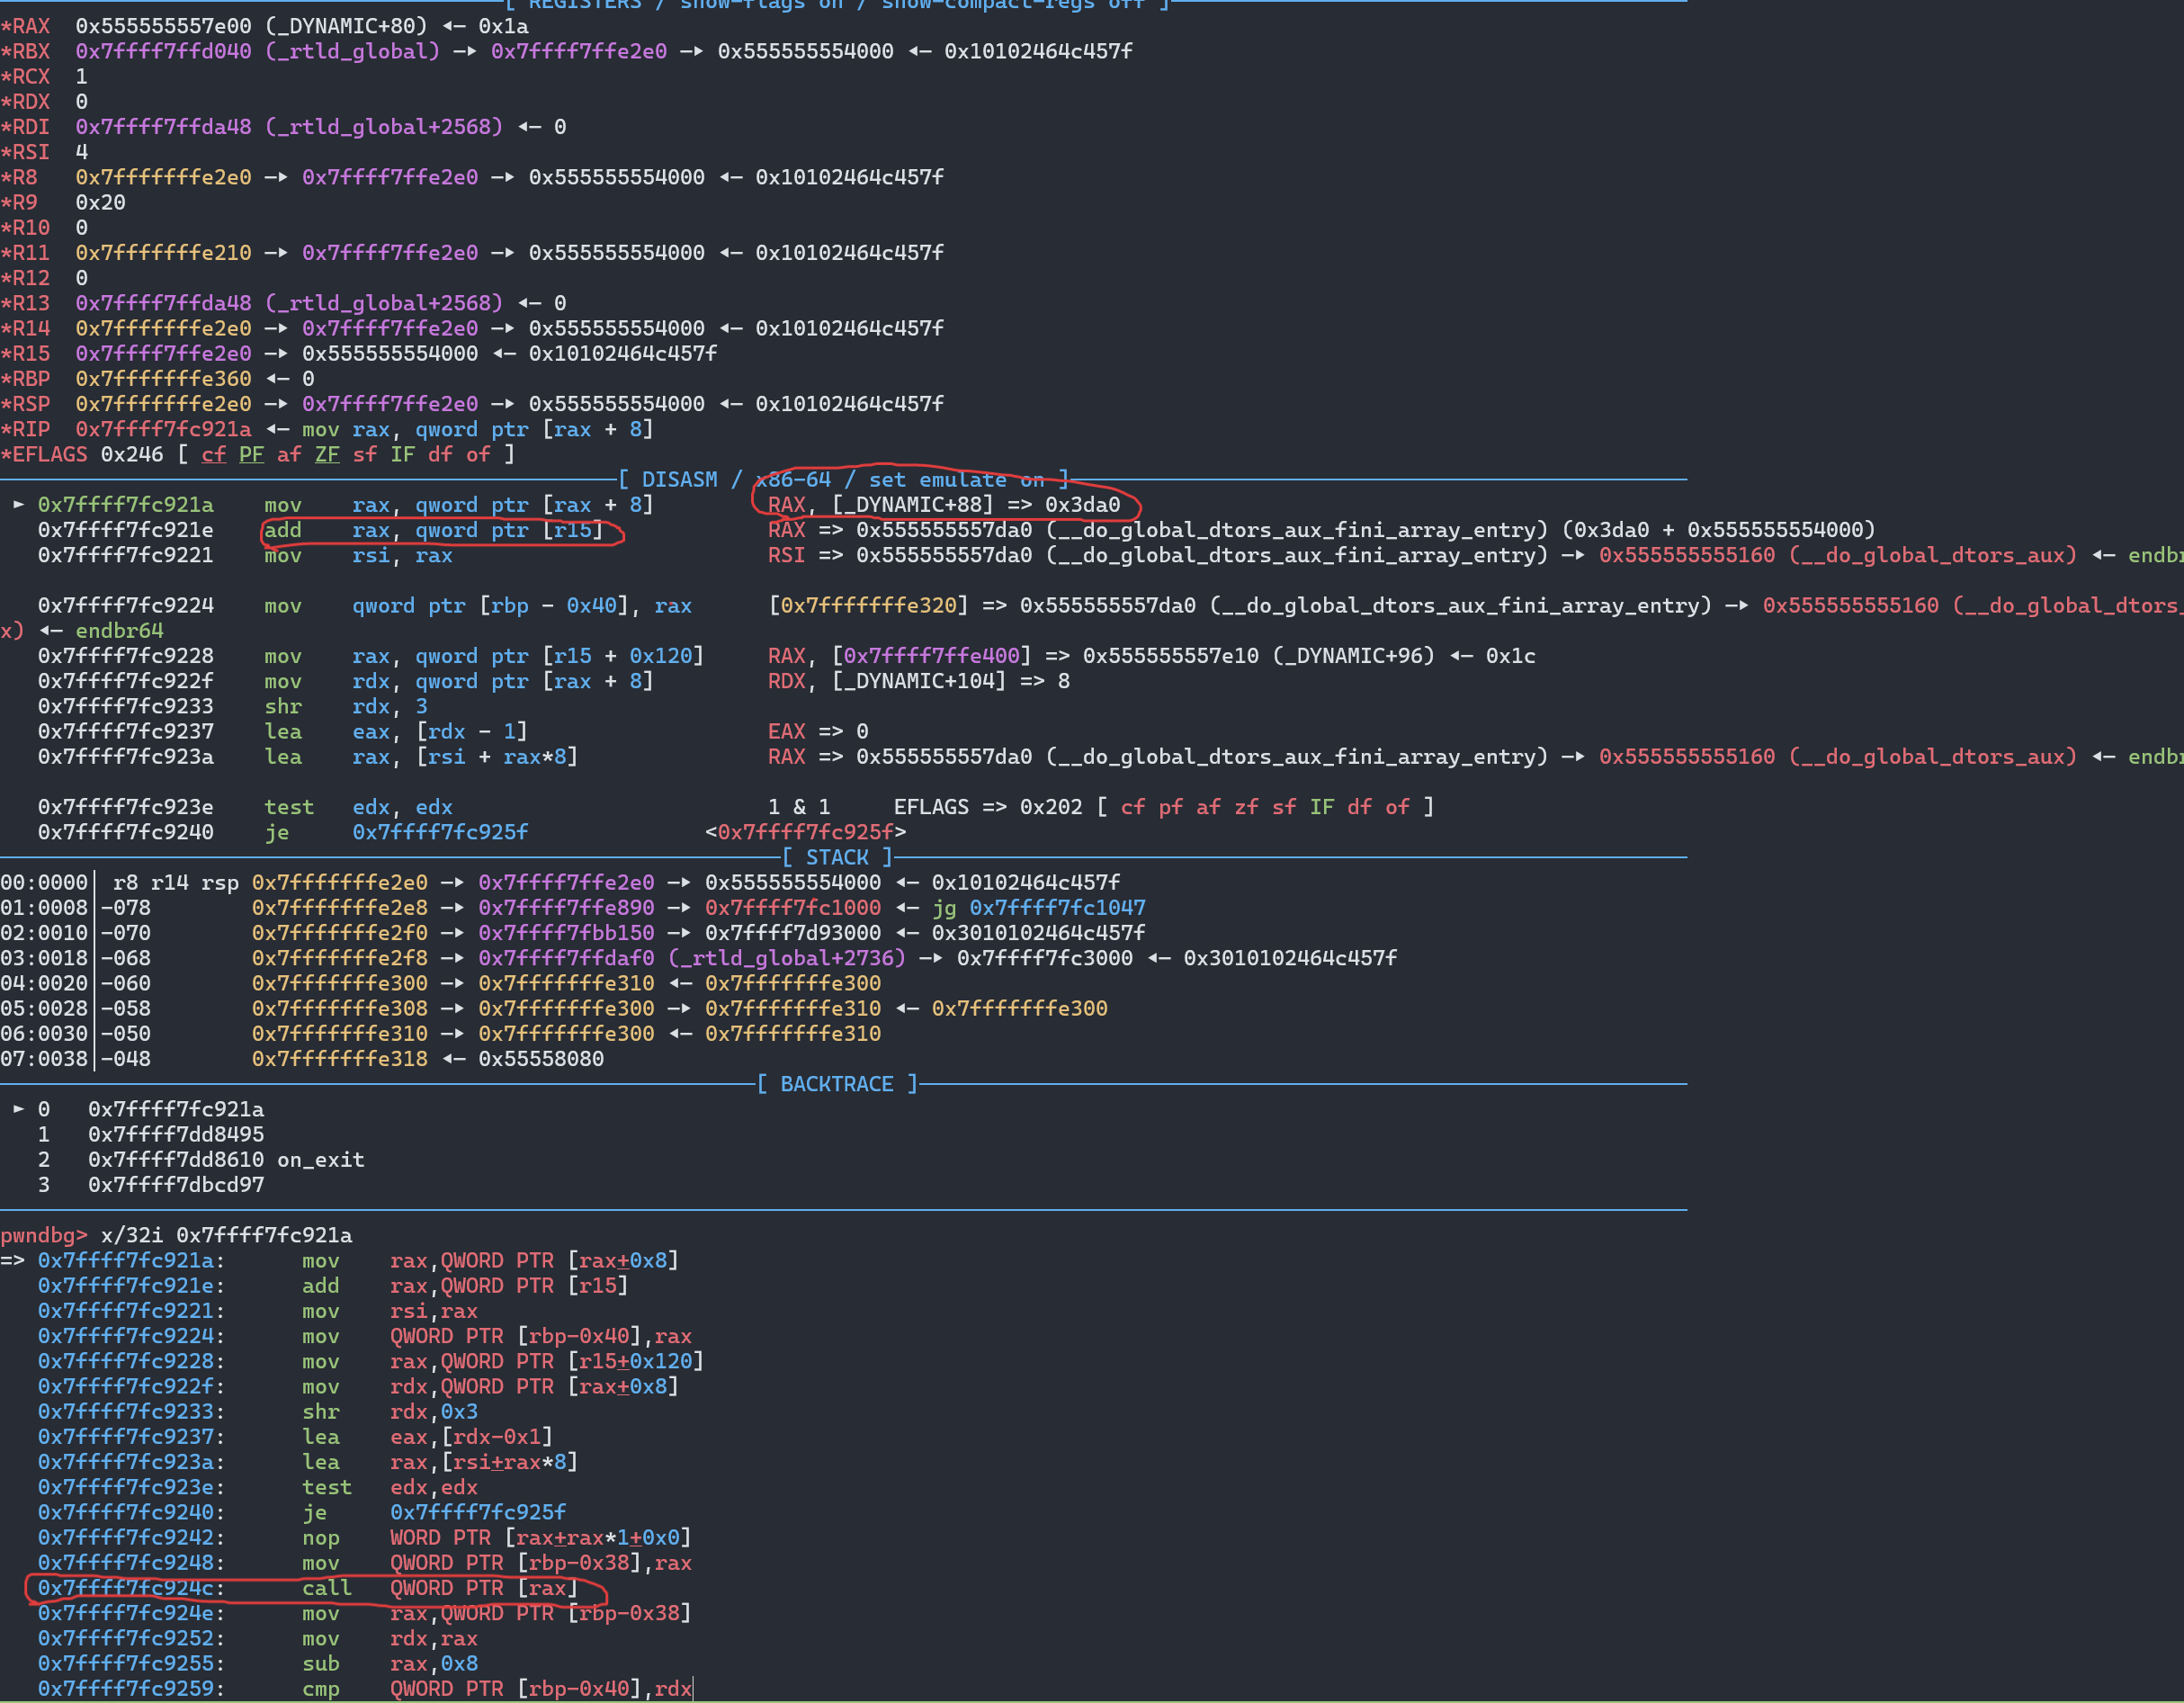 [ REGISTERS / show-flags on / show-compact-regs off ]
*RAX  0x555555557e00 (_DYNAMIC+80) ◂— 0x1a
*RBX  0x7ffff7ffd040 (_rtld_global) —▸ 0x7ffff7ffe2e0 —▸ 0x555555554000 ◂— 0x10102464c457f
*RCX  1
*RDX  0
*RDI  0x7ffff7ffda48 (_rtld_global+2568) ◂— 0
*RSI  4
*R8   0x7fffffffe2e0 —▸ 0x7ffff7ffe2e0 —▸ 0x555555554000 ◂— 0x10102464c457f
*R9   0x20
*R10  0
*R11  0x7fffffffe210 —▸ 0x7ffff7ffe2e0 —▸ 0x555555554000 ◂— 0x10102464c457f
*R12  0
*R13  0x7ffff7ffda48 (_rtld_global+2568) ◂— 0
*R14  0x7fffffffe2e0 —▸ 0x7ffff7ffe2e0 —▸ 0x555555554000 ◂— 0x10102464c457f
*R15  0x7ffff7ffe2e0 —▸ 0x555555554000 ◂— 0x10102464c457f
*RBP  0x7fffffffe360 ◂— 0
*RSP  0x7fffffffe2e0 —▸ 0x7ffff7ffe2e0 —▸ 0x555555554000 ◂— 0x10102464c457f
*RIP  0x7ffff7fc921a ◂— mov rax, qword ptr [rax + 8]
*EFLAGS 0x246 [ cf PF af ZF sf IF df of ]
[ DISASM / x86-64 / set emulate on ]
► 0x7ffff7fc921a    mov    rax, qword ptr [rax + 8]         RAX, [_DYNAMIC+88] => 0x3da0
0x7ffff7fc921e    add    rax, qword ptr [r15]             RAX => 0x555555557da0 (__do_global_dtors_aux_fini_array_entry) (0x3da0 + 0x555555554000)
0x7ffff7fc9221    mov    rsi, rax                         RSI => 0x555555557da0 (__do_global_dtors_aux_fini_array_entry) —▸ 0x555555555160 (__do_global_dtors_aux) ◂— endbr
0x7ffff7fc9224    mov    qword ptr [rbp - 0x40], rax      [0x7fffffffe320] => 0x555555557da0 (__do_global_dtors_aux_fini_array_entry) —▸ 0x555555555160 (__do_global_dtors_
x) ◂— endbr64
0x7ffff7fc9228    mov    rax, qword ptr [r15 + 0x120]     RAX, [0x7ffff7ffe400] => 0x555555557e10 (_DYNAMIC+96) ◂— 0x1c
0x7ffff7fc922f    mov    rdx, qword ptr [rax + 8]         RDX, [_DYNAMIC+104] => 8
0x7ffff7fc9233    shr    rdx, 3
0x7ffff7fc9237    lea    eax, [rdx - 1]                   EAX => 0
0x7ffff7fc923a    lea    rax, [rsi + rax*8]               RAX => 0x555555557da0 (__do_global_dtors_aux_fini_array_entry) —▸ 0x555555555160 (__do_global_dtors_aux) ◂— endbr
0x7ffff7fc923e    test   edx, edx                         1 & 1     EFLAGS => 0x202 [ cf pf af zf sf IF df of ]
0x7ffff7fc9240    je     0x7ffff7fc925f              <0x7ffff7fc925f>
[ STACK ]
00:0000│ r8 r14 rsp 0x7fffffffe2e0 —▸ 0x7ffff7ffe2e0 —▸ 0x555555554000 ◂— 0x10102464c457f
01:0008│-078        0x7fffffffe2e8 —▸ 0x7ffff7ffe890 —▸ 0x7ffff7fc1000 ◂— jg 0x7ffff7fc1047
02:0010│-070        0x7fffffffe2f0 —▸ 0x7ffff7fbb150 —▸ 0x7ffff7d93000 ◂— 0x3010102464c457f
03:0018│-068        0x7fffffffe2f8 —▸ 0x7ffff7ffdaf0 (_rtld_global+2736) —▸ 0x7ffff7fc3000 ◂— 0x3010102464c457f
04:0020│-060        0x7fffffffe300 —▸ 0x7fffffffe310 ◂— 0x7fffffffe300
05:0028│-058        0x7fffffffe308 —▸ 0x7fffffffe300 —▸ 0x7fffffffe310 ◂— 0x7fffffffe300
06:0030│-050        0x7fffffffe310 —▸ 0x7fffffffe300 ◂— 0x7fffffffe310
07:0038│-048        0x7fffffffe318 ◂— 0x55558080
[ BACKTRACE ]
► 0   0x7ffff7fc921a
1   0x7ffff7dd8495
2   0x7ffff7dd8610 on_exit
3   0x7ffff7dbcd97
pwndbg> x/32i 0x7ffff7fc921a
=> 0x7ffff7fc921a:      mov    rax,QWORD PTR [rax+0x8]
0x7ffff7fc921e:      add    rax,QWORD PTR [r15]
0x7ffff7fc9221:      mov    rsi,rax
0x7ffff7fc9224:      mov    QWORD PTR [rbp-0x40],rax
0x7ffff7fc9228:      mov    rax,QWORD PTR [r15+0x120]
0x7ffff7fc922f:      mov    rdx,QWORD PTR [rax+0x8]
0x7ffff7fc9233:      shr    rdx,0x3
0x7ffff7fc9237:      lea    eax,[rdx-0x1]
0x7ffff7fc923a:      lea    rax,[rsi+rax*8]
0x7ffff7fc923e:      test   edx,edx
0x7ffff7fc9240:      je     0x7ffff7fc925f
0x7ffff7fc9242:      nop    WORD PTR [rax+rax*1+0x0]
0x7ffff7fc9248:      mov    QWORD PTR [rbp-0x38],rax
0x7ffff7fc924c:      call   QWORD PTR [rax]
0x7ffff7fc924e:      mov    rax,QWORD PTR [rbp-0x38]
0x7ffff7fc9252:      mov    rdx,rax
0x7ffff7fc9255:      sub    rax,0x8
0x7ffff7fc9259:      cmp    QWORD PTR [rbp-0x40],rdx